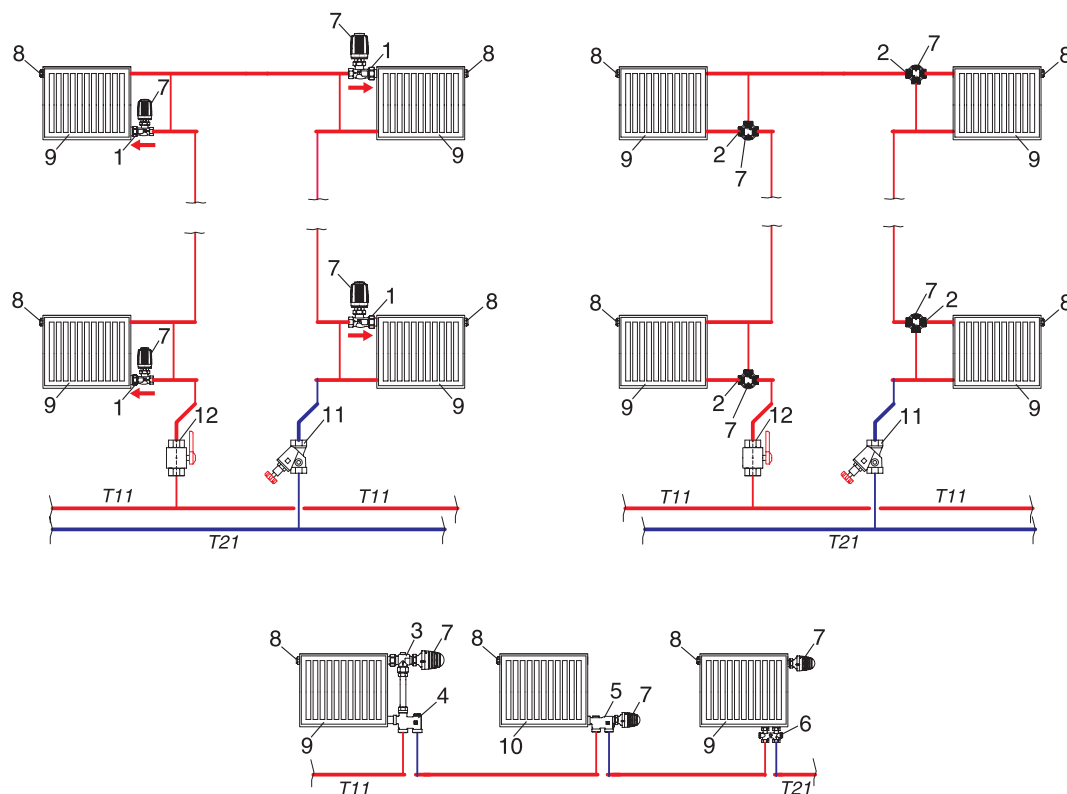 7
8 1 8 8 2 7 8
7 7
9 1 9 9 2 7 9
7 7
8 1 8 8 2 8
7
9 1 9 9 2 7 9
12 11 12 11
T11 T11 T11 T11
T21 T21
8 3 7 8 8 7
4 5 7
9 10 9 6
T11 T21